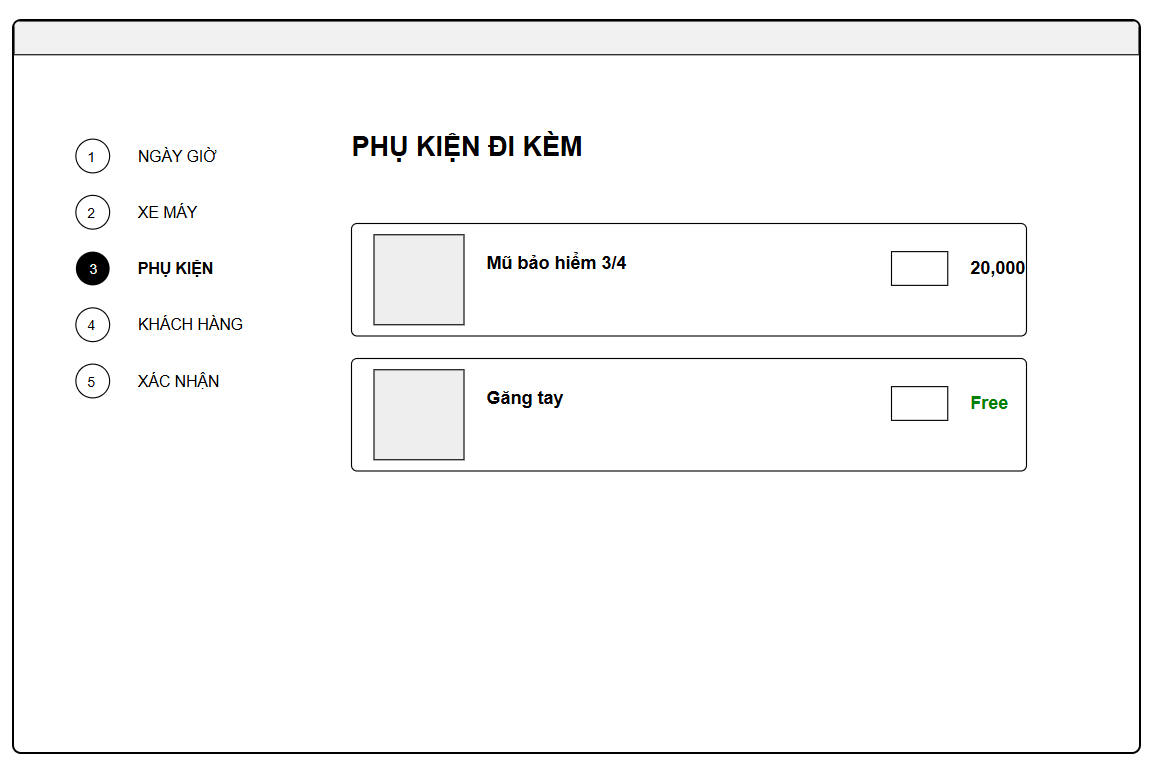 1 NGÀY GIỜ
2 XE MÁY
3 PHỤ KIỆN
4 KHÁCH HÀNG
5 XÁC NHẬN
PHỤ KIỆN ĐI KÈM
Mũ bảo hiểm 3/4 20,000
Găng tay Free